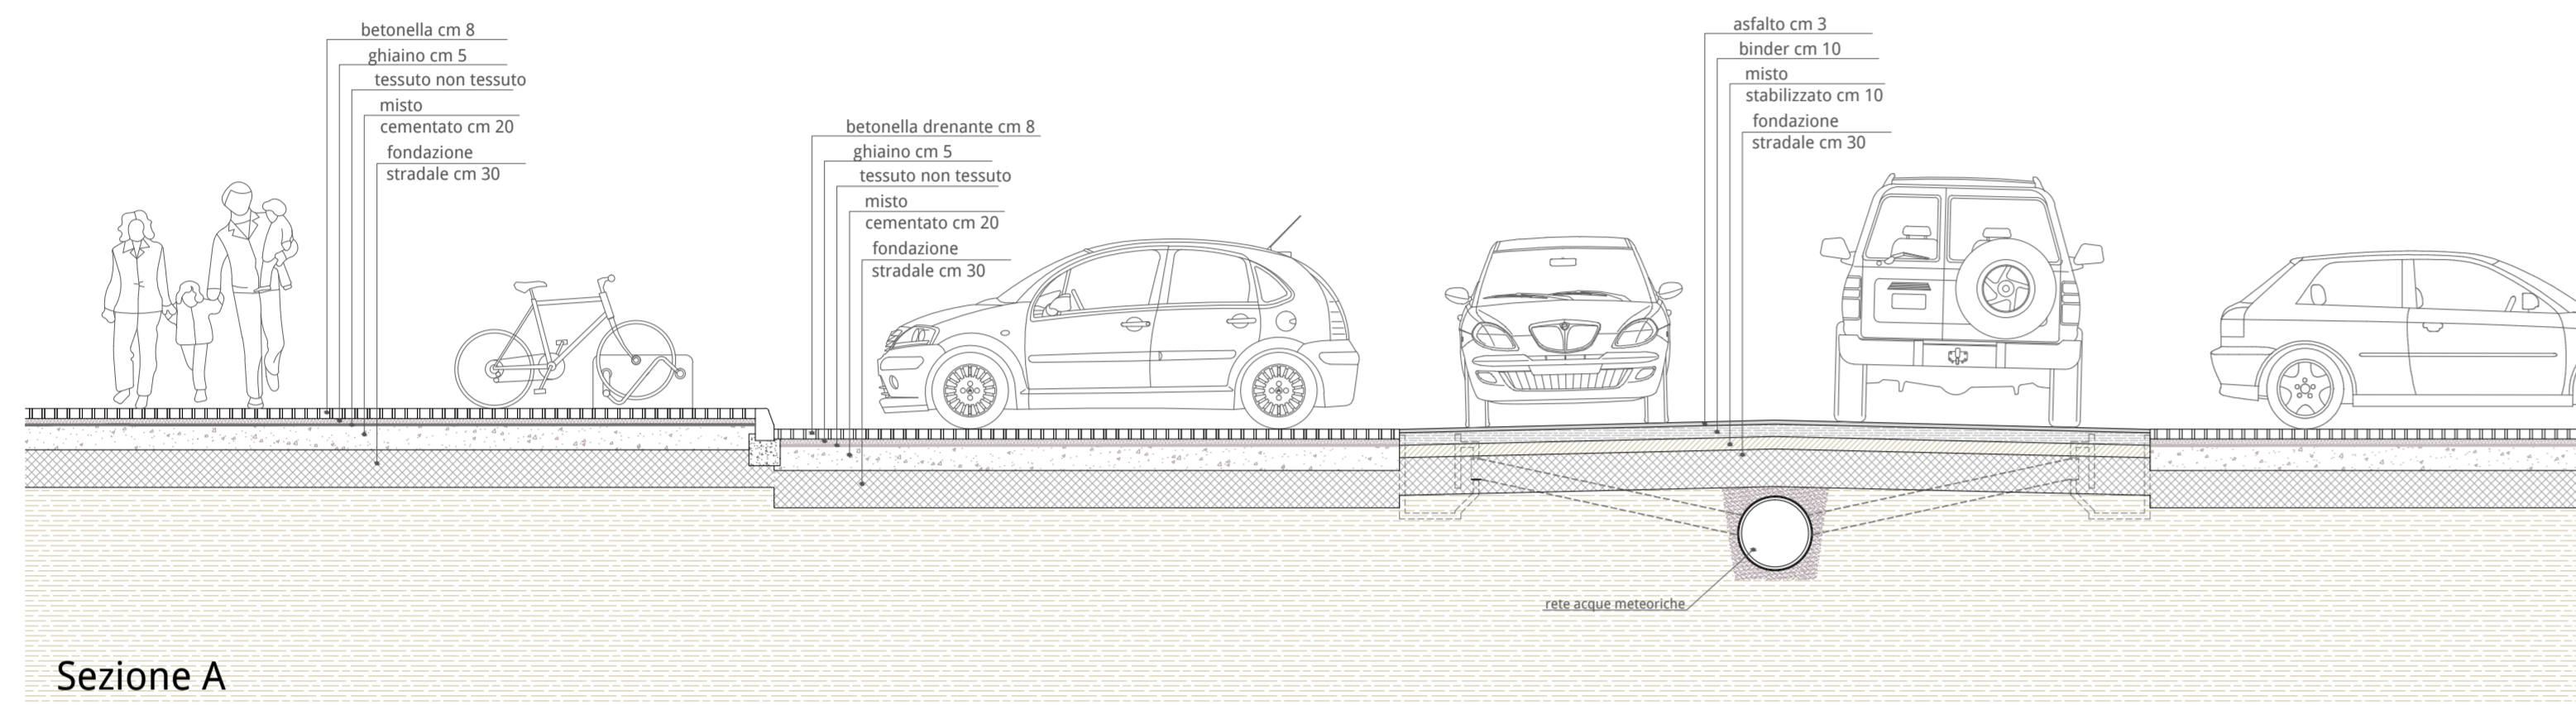 betonella cm 8
ghiaino cm 5
tessuto non tessuto
misto
cementato cm 20
fondazione
stradale cm 30
betonella drenante cm 8
ghiaino cm 5
tessuto non tessuto
misto
cementato cm 20
fondazione
stradale cm 30
asfalto cm 3
binder cm 10
misto
stabilizzato cm 10
fondazione
stradale cm 30
rete acque meteoriche
Sezione A